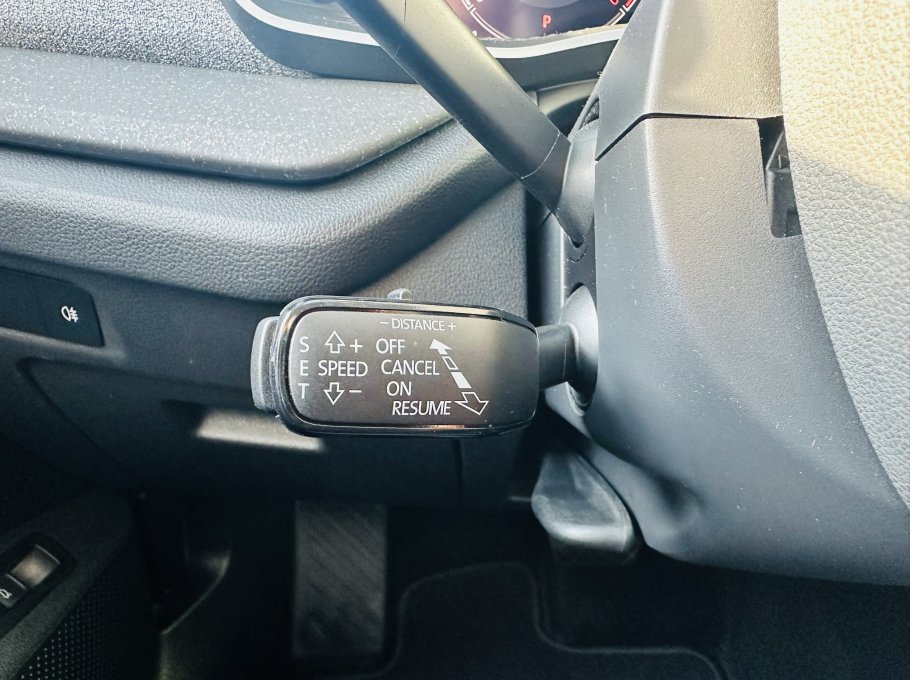 P
− DISTANCE +
S + OFF
E SPEED CANCEL
T − ON
RESUME